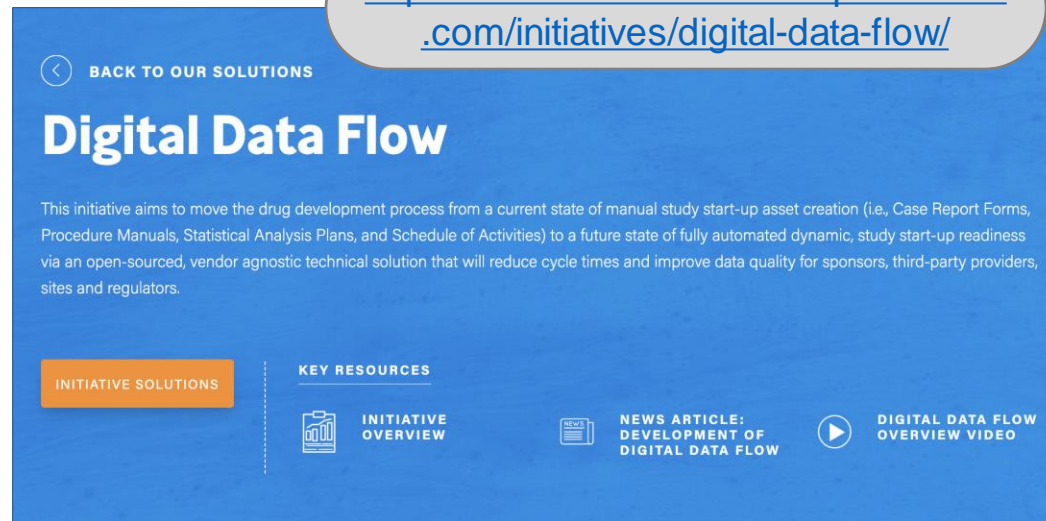 .com/initiatives/digital-data-flow/
BACK TO OUR SOLUTIONS
Digital Data Flow
This initiative aims to move the drug development process from a current state of manual study start-up asset creation (i.e., Case Report Forms,
Procedure Manuals, Statistical Analysis Plans, and Schedule of Activities) to a future state of fully automated dynamic, study start-up readiness
via an open-sourced, vendor agnostic technical solution that will reduce cycle times and improve data quality for sponsors, third-party providers,
sites and regulators.
INITIATIVE SOLUTIONS
KEY RESOURCES
INITIATIVE
OVERVIEW
NEWS
NEWS ARTICLE:
DEVELOPMENT OF
DIGITAL DATA FLOW
DIGITAL DATA FLOW
OVERVIEW VIDEO